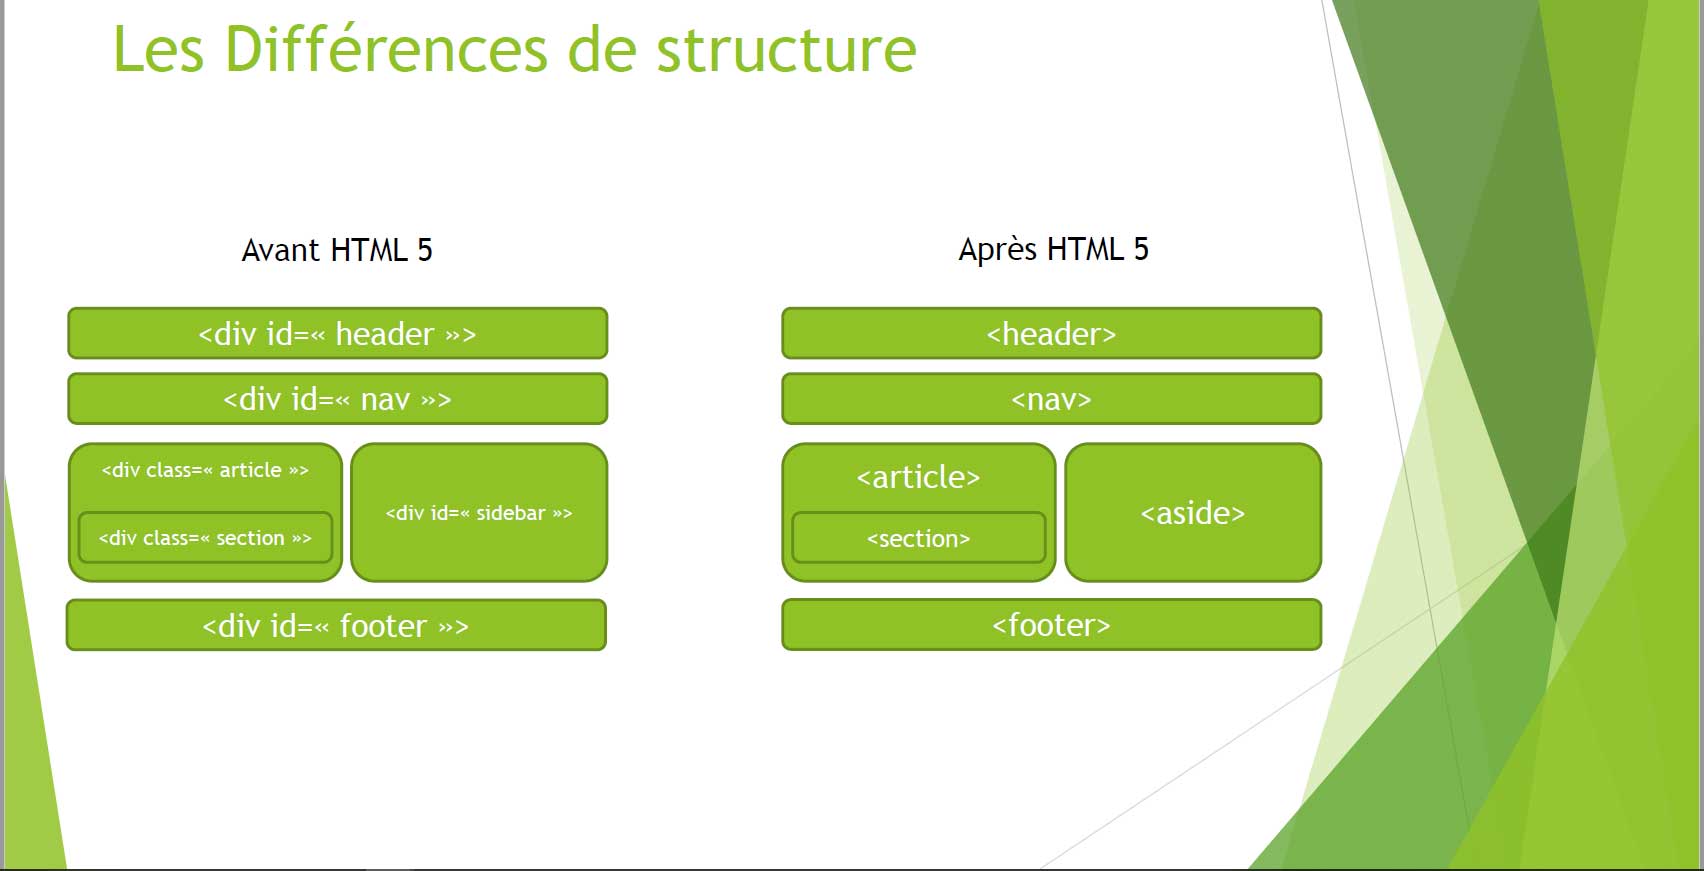 Les Différences de structure
Avant HTML 5
<div id=« header »>
<div id=« nav »>
<div class=« article »>
<div class=« section »>
<div id=« sidebar »>
<div id=« footer »>
Après HTML 5
<header>
<nav>
<article>
<section>
<aside>
<footer>